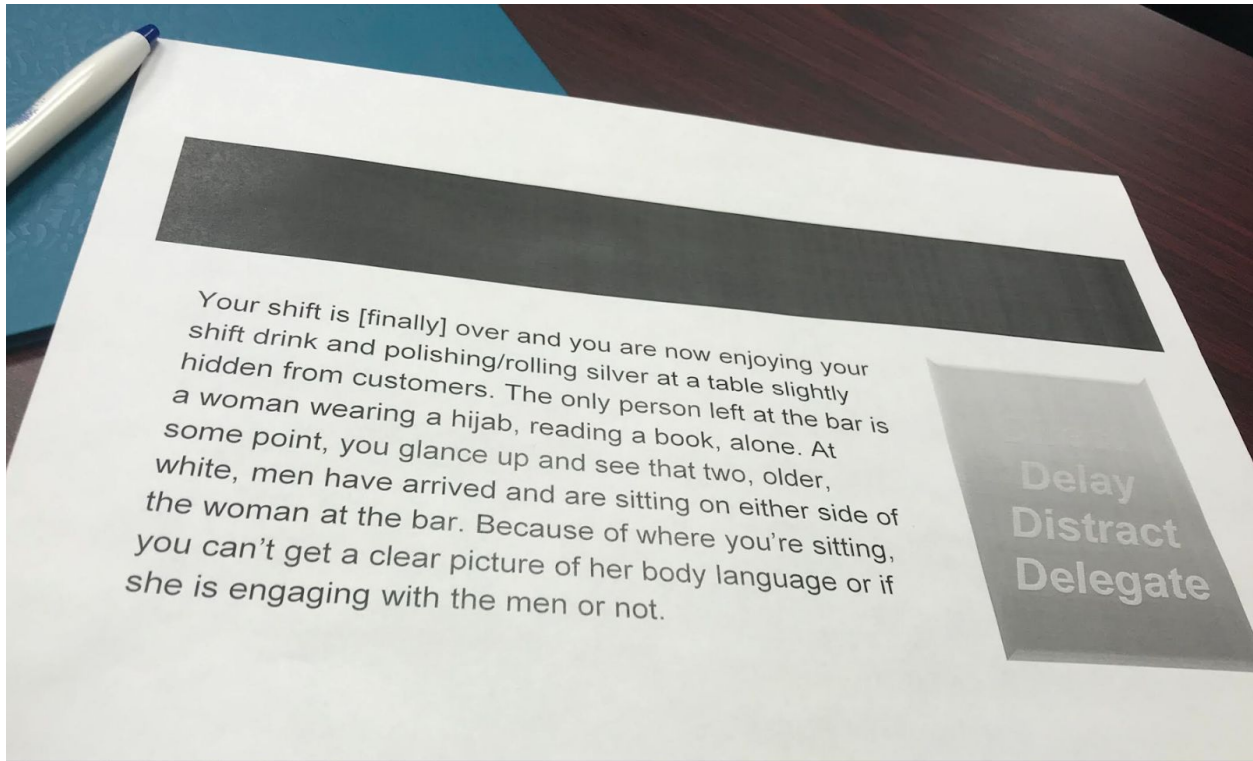 Your shift is [finally] over and you are now enjoying your
shift drink and polishing/rolling silver at a table slightly
hidden from customers. The only person left at the bar is
a woman wearing a hijab, reading a book, alone. At
some point, you glance up and see that two, older,
white, men have arrived and are sitting on either side of
the woman at the bar. Because of where you're sitting,
you can't get a clear picture of her body language or if
she is engaging with the men or not.
Delay
Distract
Delegate